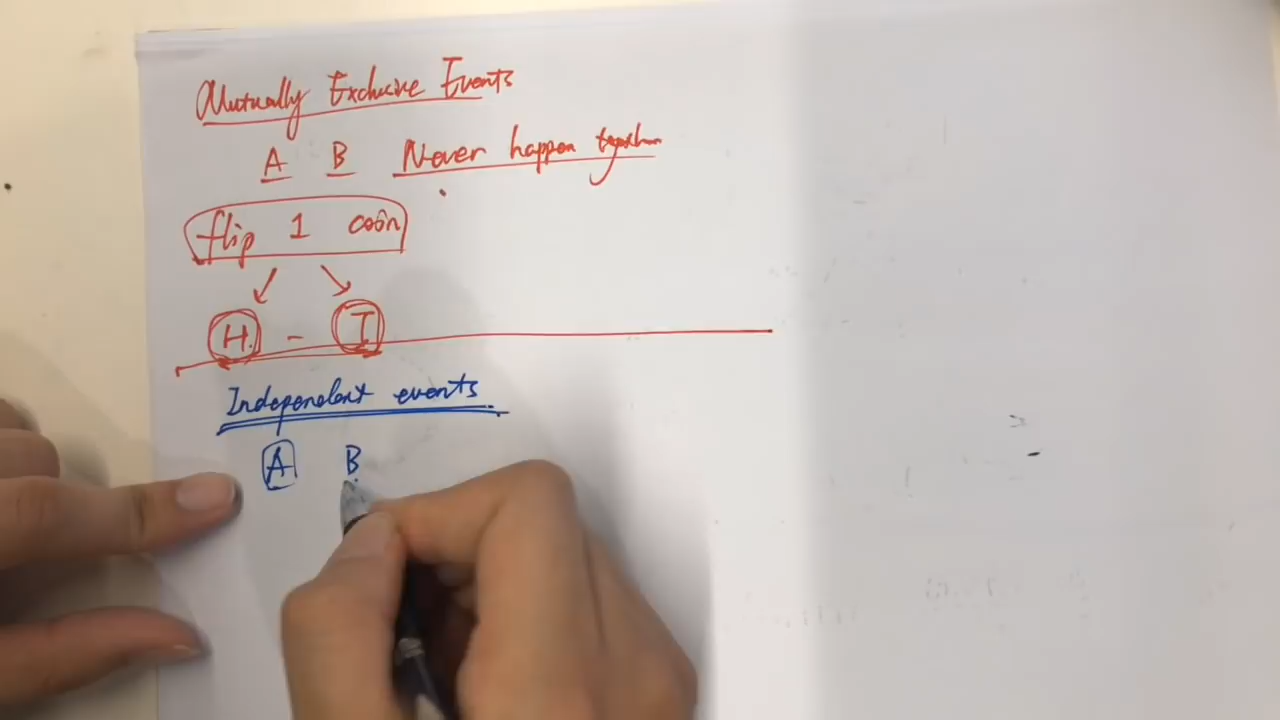 Mutually Exclusive Events
A B Never happen together
flip 1 coin
H - T
Independent events
A B